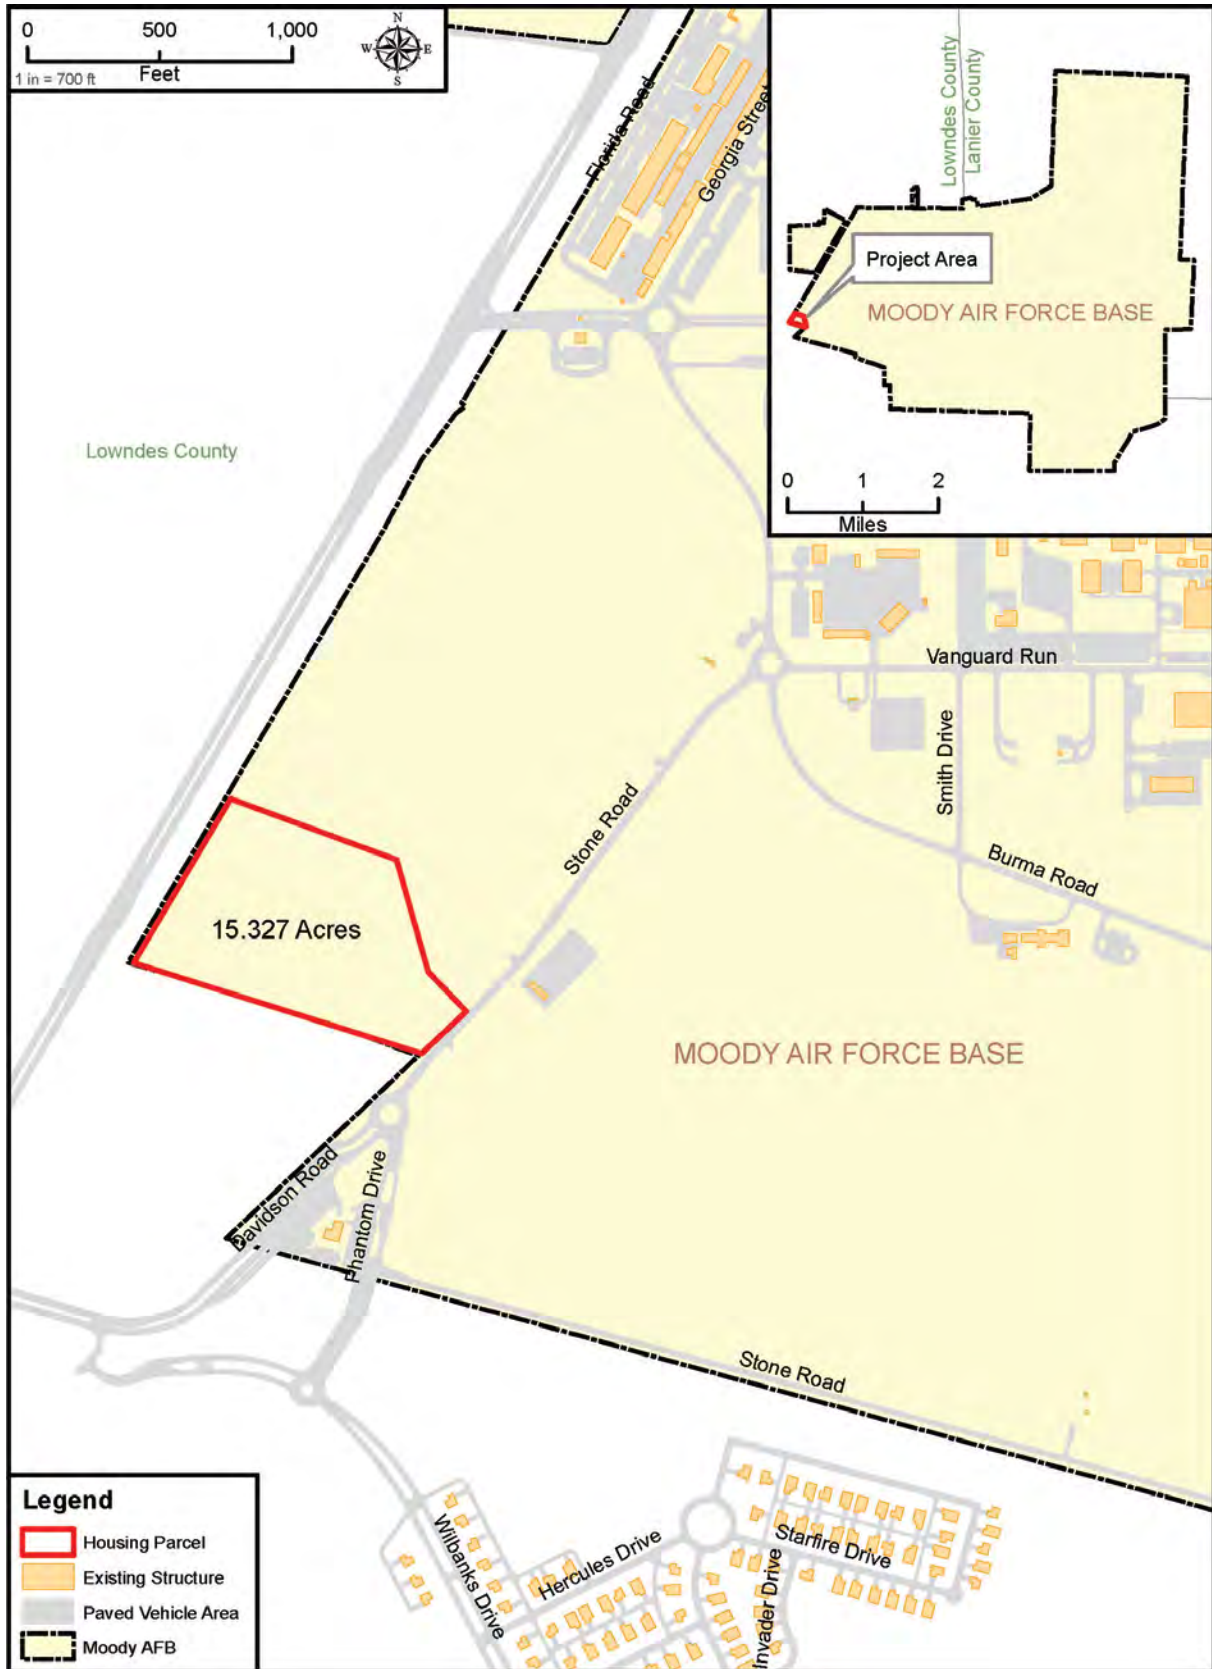 0 500 1,000
Feet
1 in = 700 ft
N
W E
S
Florida Road
Georgia Street
Lowndes County
Lanier County
Project Area
MOODY AIR FORCE BASE
0 1 2
Miles
Lowndes County
Vanguard Run
Smith Drive
Stone Road
Burma Road
15.327 Acres
MOODY AIR FORCE BASE
Davidson Road
Phantom Drive
Stone Road
Wilbanks Drive
Hercules Drive
Starfire Drive
Invader Drive
Legend
Housing Parcel
Existing Structure
Paved Vehicle Area
Moody AFB